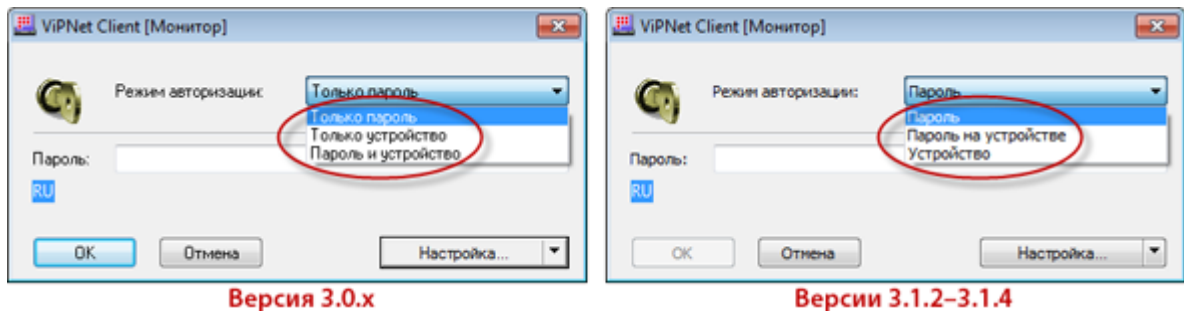 ViPNet Client [Монитор]
Режим авторизации:
Только пароль
Только пароль
Только устройство
Пароль и устройство
Пароль:
RU
OK
Отмена
Настройка...
Версия 3.0.x
ViPNet Client [Монитор]
Режим авторизации:
Пароль
Пароль
Пароль на устройстве
Устройство
Пароль:
RU
OK
Отмена
Настройка...
Версии 3.1.2–3.1.4